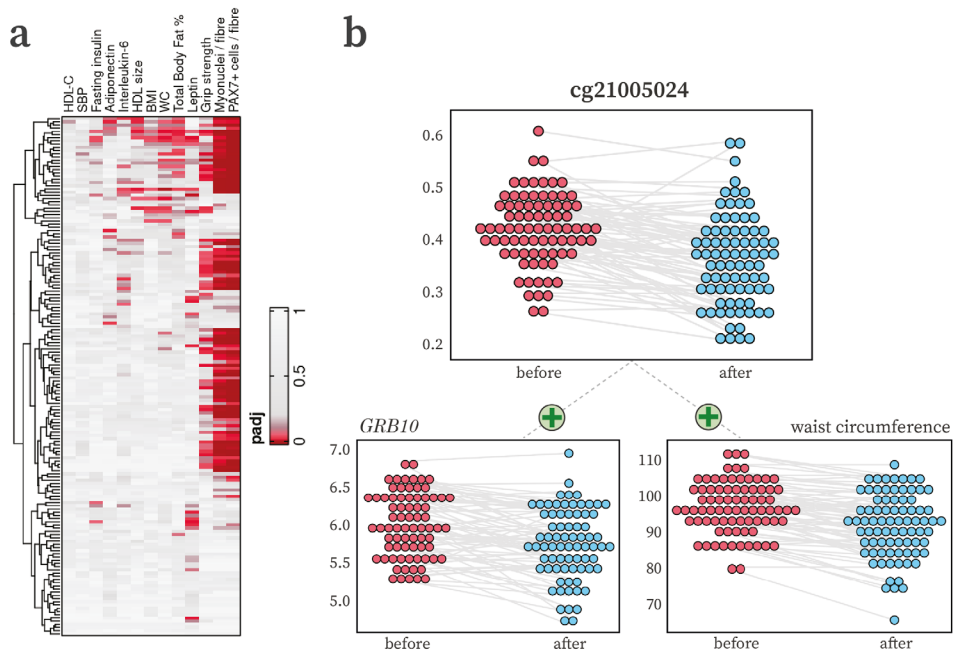 a
HDL-C
SBP
Fasting insulin
Adiponectin
Interleukin-6
HDL size
BMI
WC
Total Body Fat %
Leptin
Grip strength
Myonuclei / fibre
PAX7+ cells / fibre
padj
1
0.5
0
b
cg21005024
0.6
0.5
0.4
0.3
0.2
before after
GRB10
7.0
6.5
6.0
5.5
5.0
before after
waist circumference
110
100
90
80
70
before after